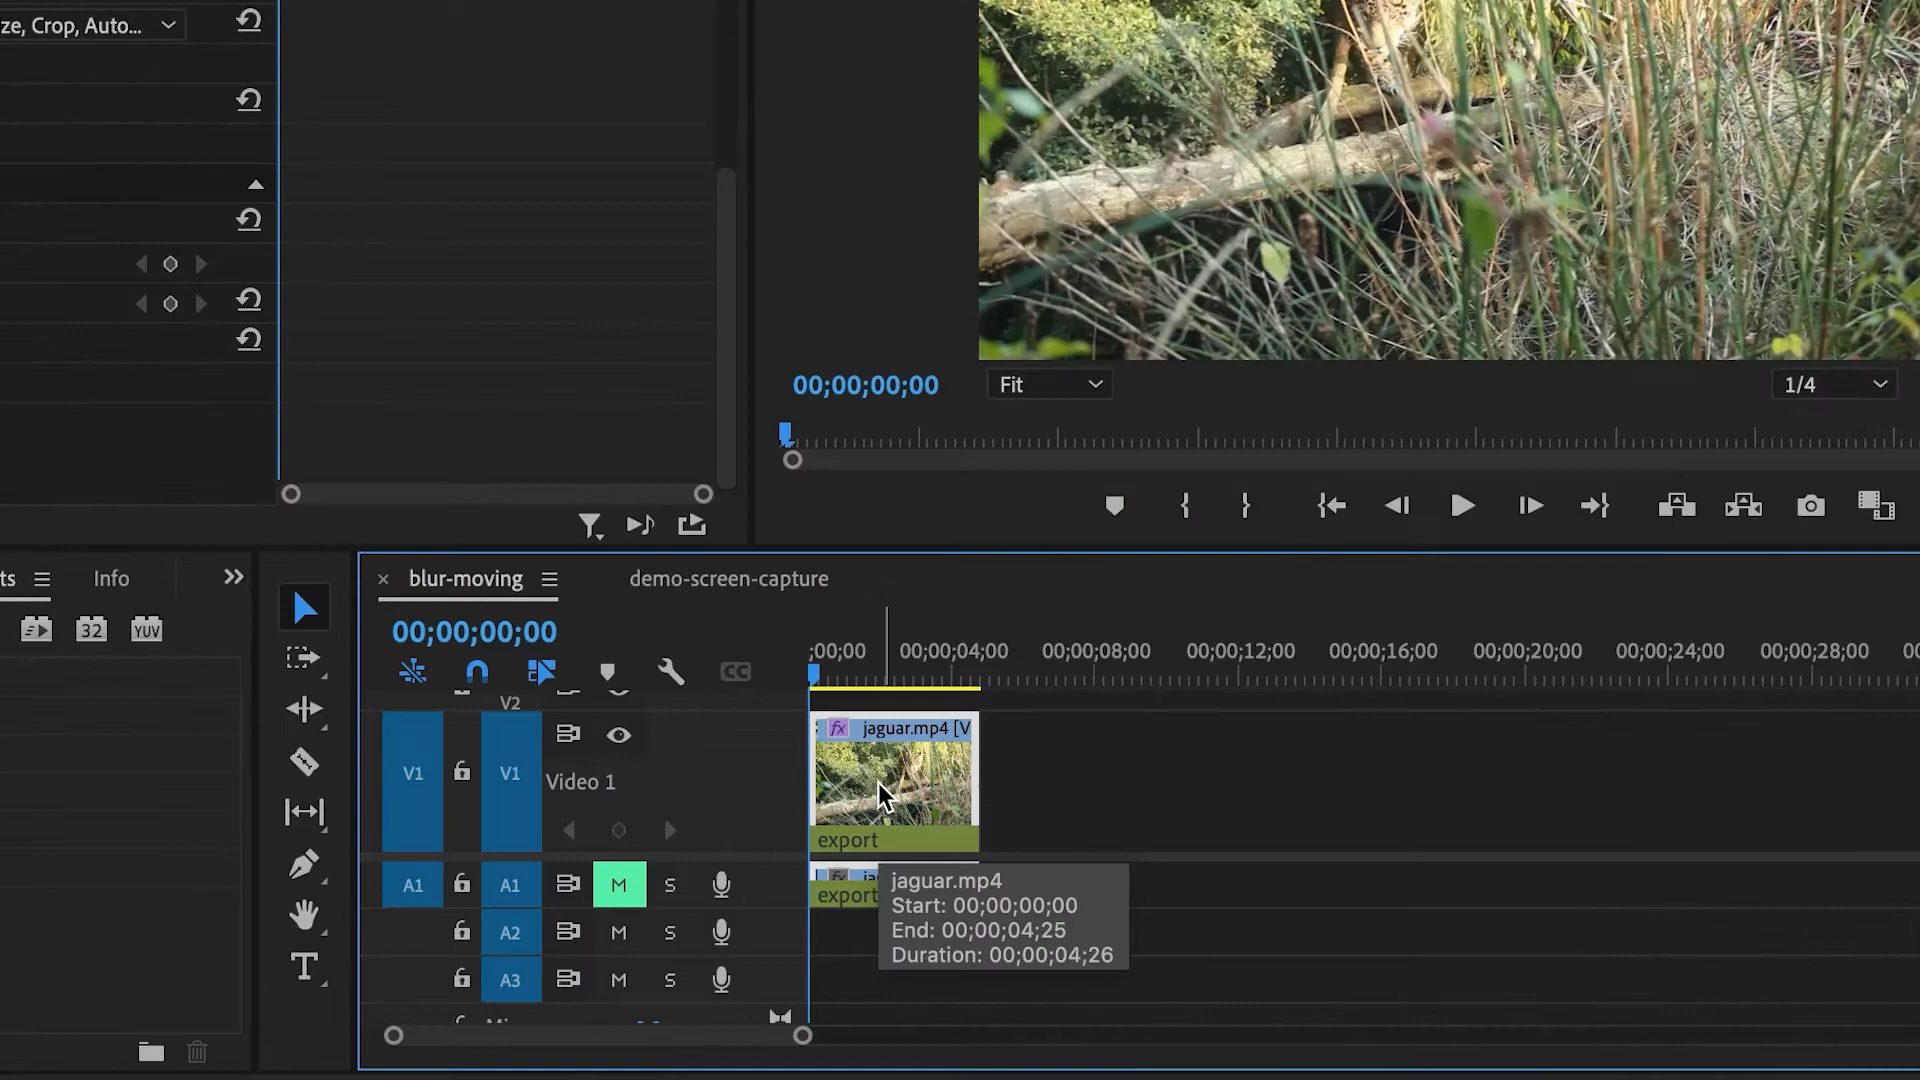 ze, Crop, Auto...
00;00;00;00
Fit
1/4
ts
Info
32
YUV
blur-moving
demo-screen-capture
00;00;00;00
;00;00
00;00;04;00
00;00;08;00
00;00;12;00
00;00;16;00
00;00;20;00
00;00;24;00
00;00;28;00
CC
V2
fx
jaguar.mp4 [V
V1
V1
Video 1
export
A1
A1
M
S
fx
export
jaguar.mp4
Start: 00;00;00;00
End: 00;00;04;25
Duration: 00;00;04;26
A2
M
S
A3
M
S